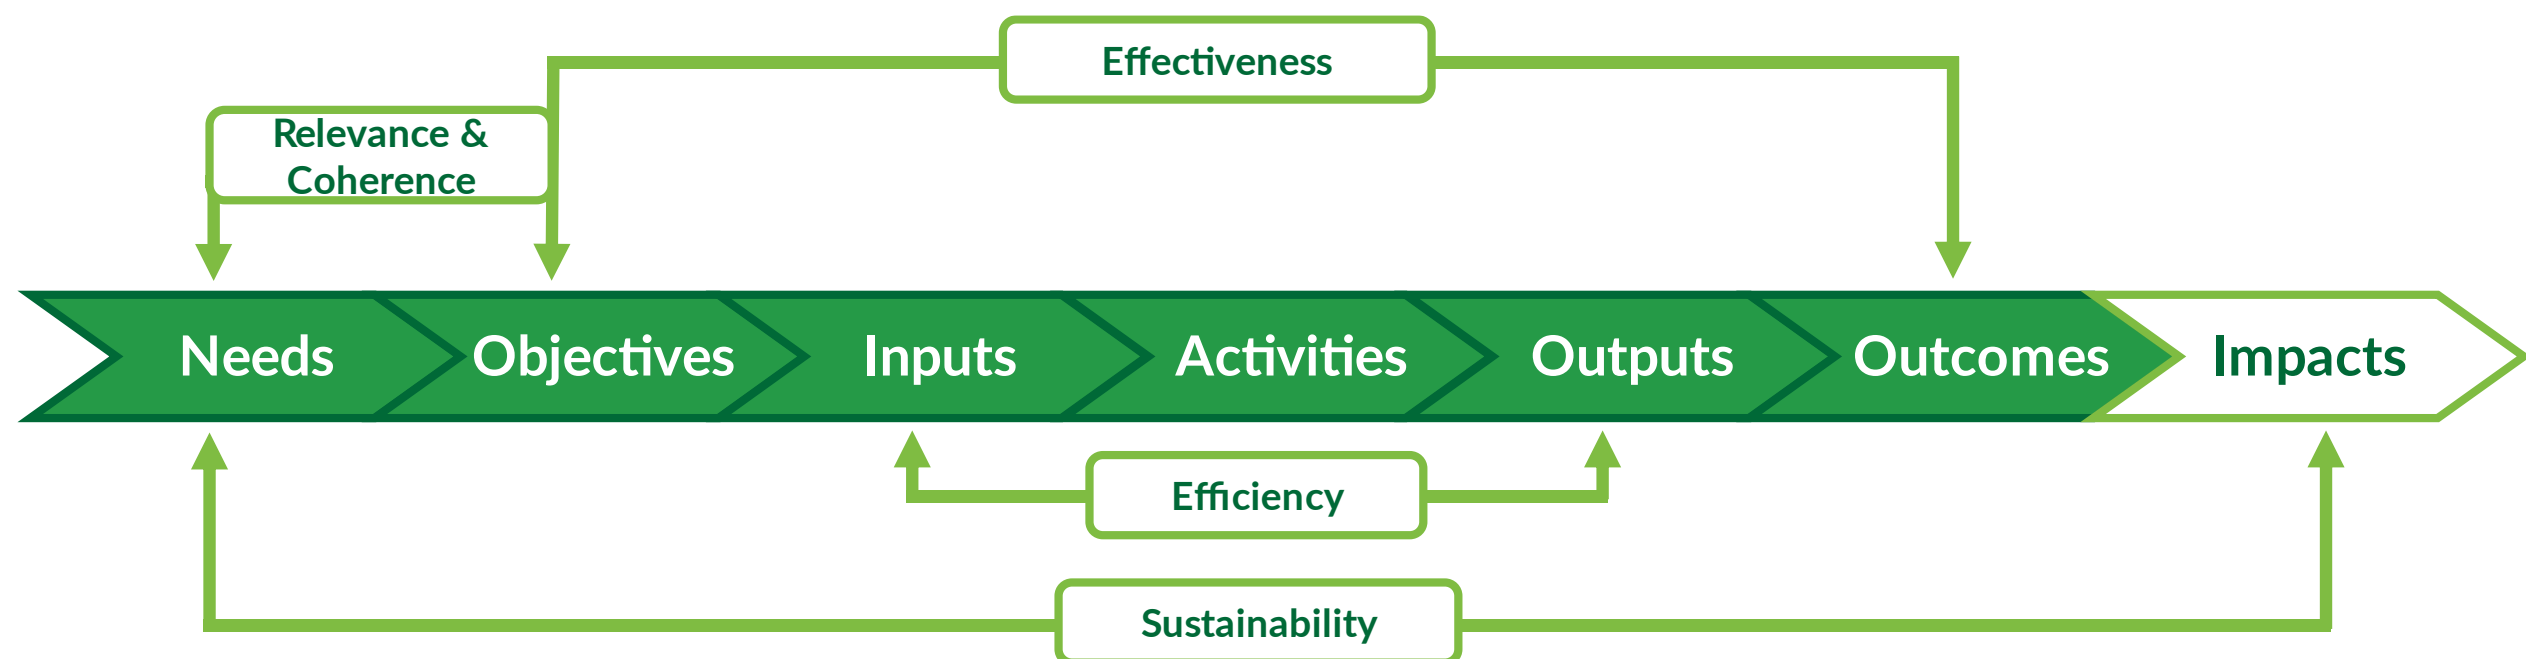 Effectiveness
Relevance &
Coherence
Needs
Objectives
Inputs
Activities
Outputs
Outcomes
Impacts
Efficiency
Sustainability